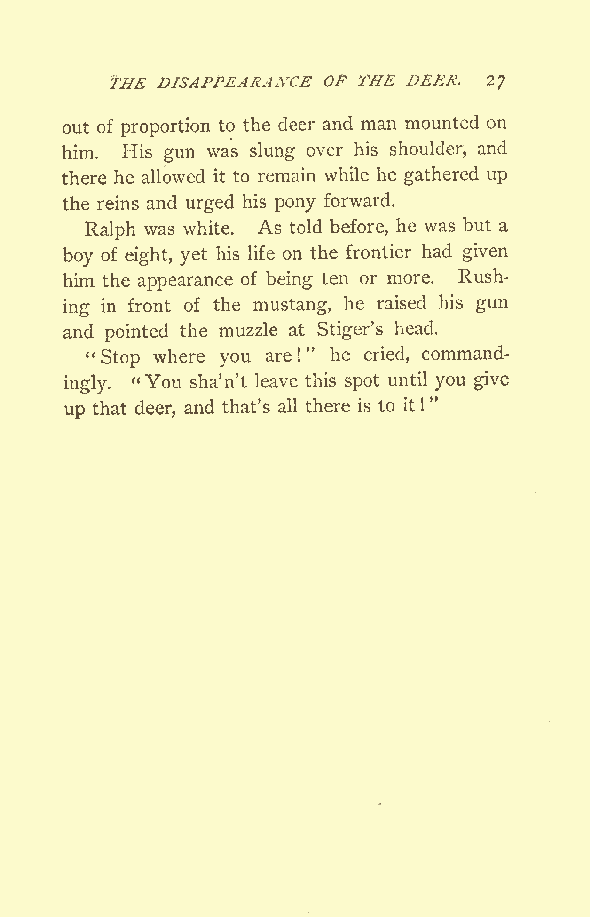 THE DISAPPEARANCE OF THE DEER. 27
out of proportion to the deer and man mounted on
him. His gun was slung over his shoulder, and
there he allowed it to remain while he gathered up
the reins and urged his pony forward.
Ralph was white. As told before, he was but a
boy of eight, yet his life on the frontier had given
him the appearance of being ten or more. Rush-
ing in front of the mustang, he raised his gun
and pointed the muzzle at Stiger's head.
"Stop where you are!" he cried, command-
ingly. "You sha'n't leave this spot until you give
up that deer, and that's all there is to it!"